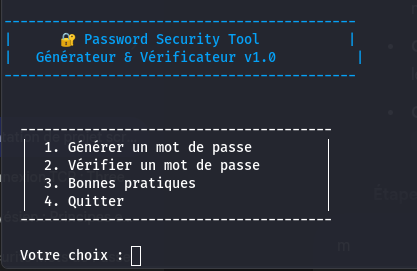 🔐 Password Security Tool
Générateur & Vérificateur v1.0
1. Générer un mot de passe
2. Vérifier un mot de passe
3. Bonnes pratiques
4. Quitter
Votre choix :